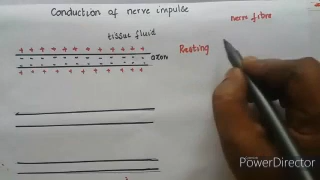 Conduction of nerve impulse
nerve fibre
tissue fluid
+ + + + + + + + + + + +
- - - - - - - - - - - - axon
+ + + + + + + + + + + +
Resting
PowerDirector